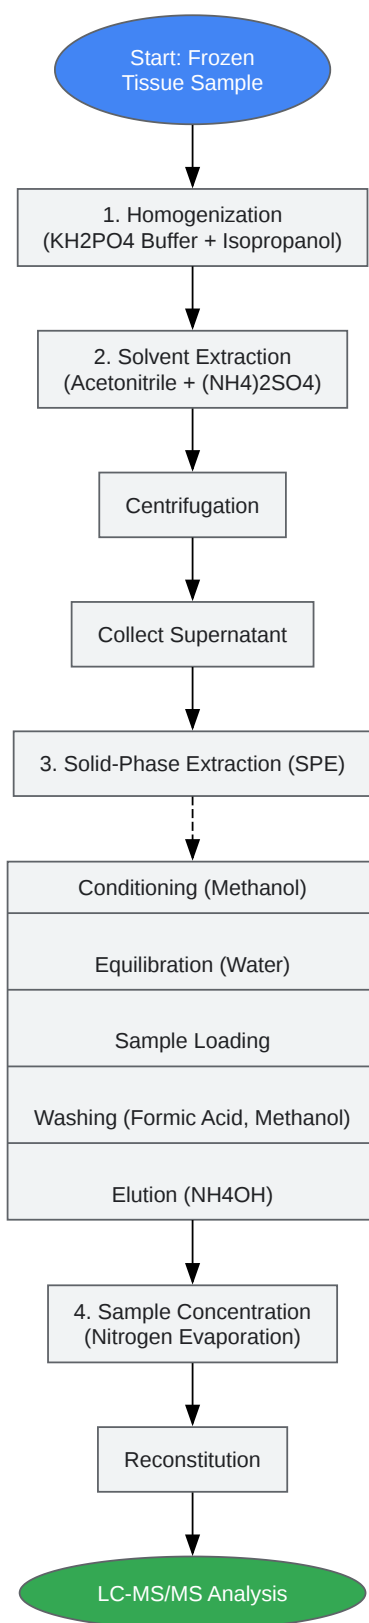 Start: Frozen
Tissue Sample
1. Homogenization
(KH2PO4 Buffer + Isopropanol)
2. Solvent Extraction
(Acetonitrile + (NH4)2SO4)
Centrifugation
Collect Supernatant
3. Solid-Phase Extraction (SPE)
Conditioning (Methanol)
Equilibration (Water)
Sample Loading
Washing (Formic Acid, Methanol)
Elution (NH4OH)
4. Sample Concentration
(Nitrogen Evaporation)
Reconstitution
LC-MS/MS Analysis